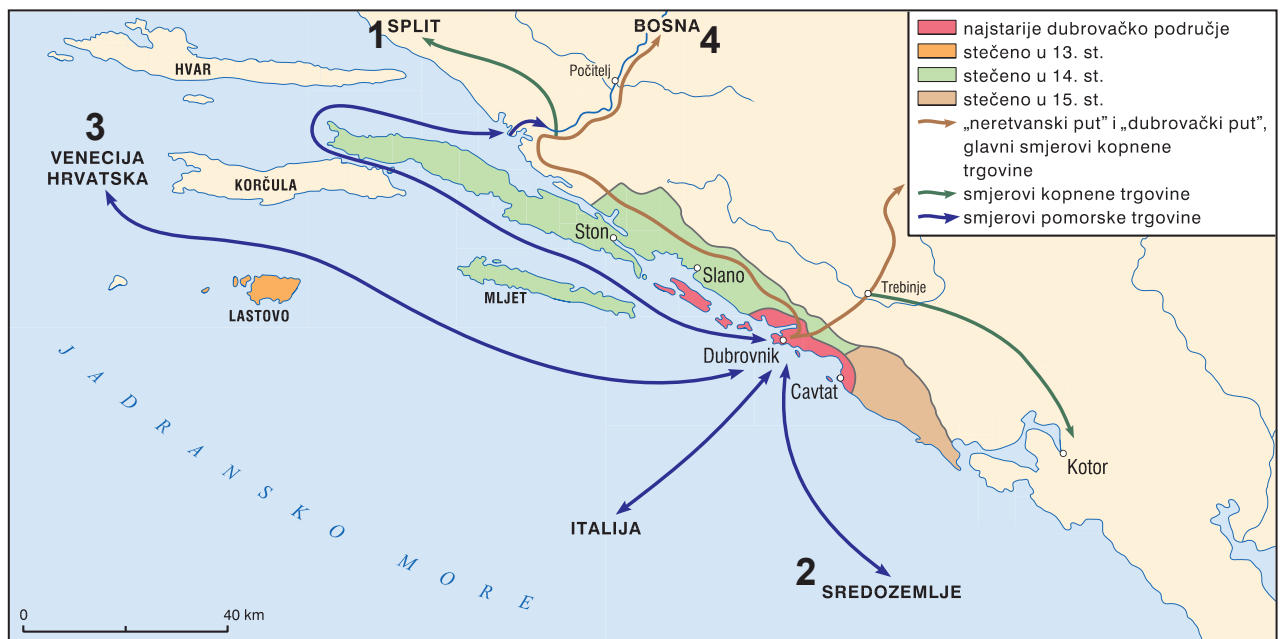 1 SPLIT
BOSNA 4
HVAR
Počitelj
3
VENECIJA
HRVATSKA
KORČULA
Ston
Slano
MLJET
LASTOVO
Trebinje
Dubrovnik
Cavtat
Kotor
ITALIJA
2 SREDOZEMLJE
JADRANSKO MORE
0 40 km
najstarije dubrovačko područje
stečeno u 13. st.
stečeno u 14. st.
stečeno u 15. st.
„neretvanski put” i „dubrovački put”,
glavni smjerovi kopnene
trgovine
smjerovi kopnene trgovine
smjerovi pomorske trgovine